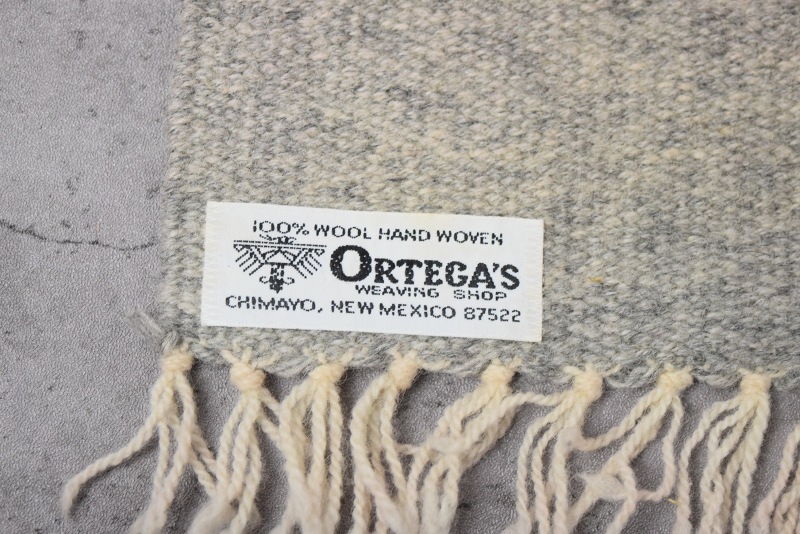 100% WOOL HAND WOVEN
ORTEGA'S
WEAVING SHOP
CHIMAYO, NEW MEXICO 87522